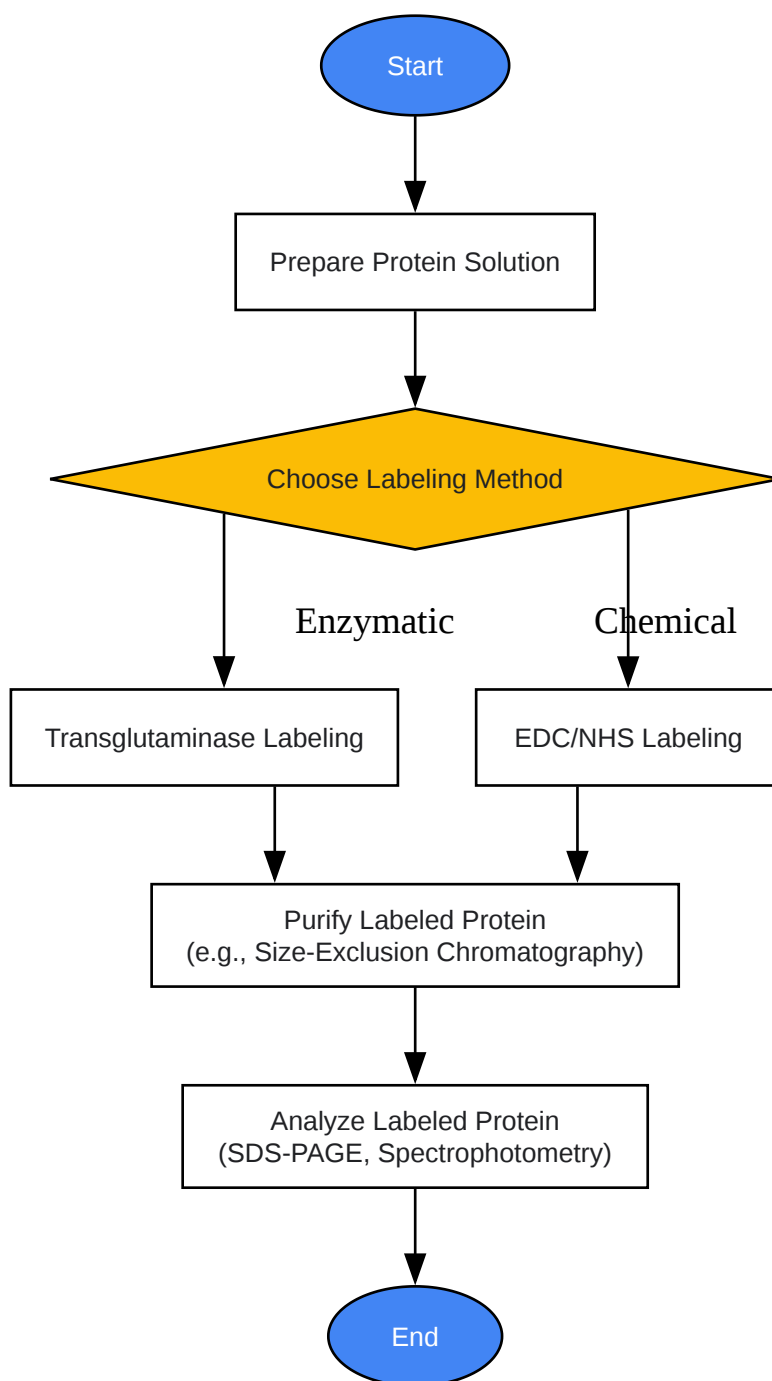 Start
Prepare Protein Solution
Choose Labeling Method
Enzymatic
Chemical
Transglutaminase Labeling
EDC/NHS Labeling
Purify Labeled Protein
(e.g., Size-Exclusion Chromatography)
Analyze Labeled Protein
(SDS-PAGE, Spectrophotometry)
End